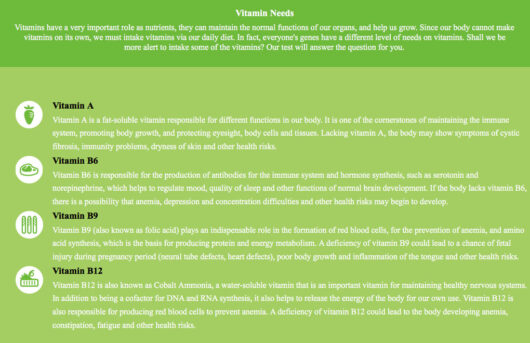 Vitamin Needs
Vitamins have a very important role as nutrients, they can maintain the normal functions of our organs, and help us grow. Since our body cannot make
vitamins on its own, we must intake vitamins via our daily diet. In fact, everyone's genes have a different level of needs on vitamins. Shall we be
more alert to intake some of the vitamins? Our test will answer the question for you.
Vitamin A
Vitamin A is a fat-soluble vitamin responsible for different functions in our body. It is one of the cornerstones of maintaining the immune
system, promoting body growth, and protecting eyesight, body cells and tissues. Lacking vitamin A, the body may show symptoms of cystic
fibrosis, immunity problems, dryness of skin and other health risks.
Vitamin B6
Vitamin B6 is responsible for the production of antibodies for the immune system and hormone synthesis, such as serotonin and
norepinephrine, which helps to regulate mood, quality of sleep and other functions of normal brain development. If the body lacks vitamin B6,
there is a possibility that anemia, depression and concentration difficulties and other health risks may begin to develop.
Vitamin B9
Vitamin B9 (also known as folic acid) plays an indispensable role in the formation of red blood cells, for the prevention of anemia, and amino
acid synthesis, which is the basis for producing protein and energy metabolism. A deficiency of vitamin B9 could lead to a chance of fetal
injury during pregnancy period (neural tube defects, heart defects), poor body growth and inflammation of the tongue and other health risks.
Vitamin B12
Vitamin B12 is also known as Cobalt Ammonia, a water-soluble vitamin that is an important vitamin for maintaining healthy nervous systems.
In addition to being a cofactor for DNA and RNA synthesis, it also helps to release the energy of the body for our own use. Vitamin B12 is
also responsible for producing red blood cells to prevent anemia. A deficiency of vitamin B12 could lead to the body developing anemia,
constipation, fatigue and other health risks.